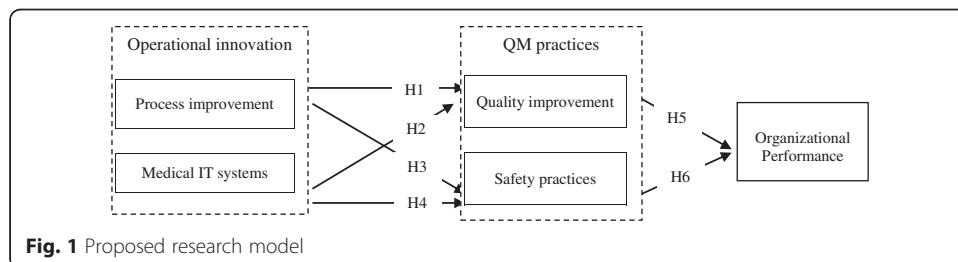 Operational innovation
Process improvement
Medical IT systems
H1
H2
H3
H4
QM practices
Quality improvement
Safety practices
H5
H6
Organizational
Performance
Fig. 1 Proposed research model